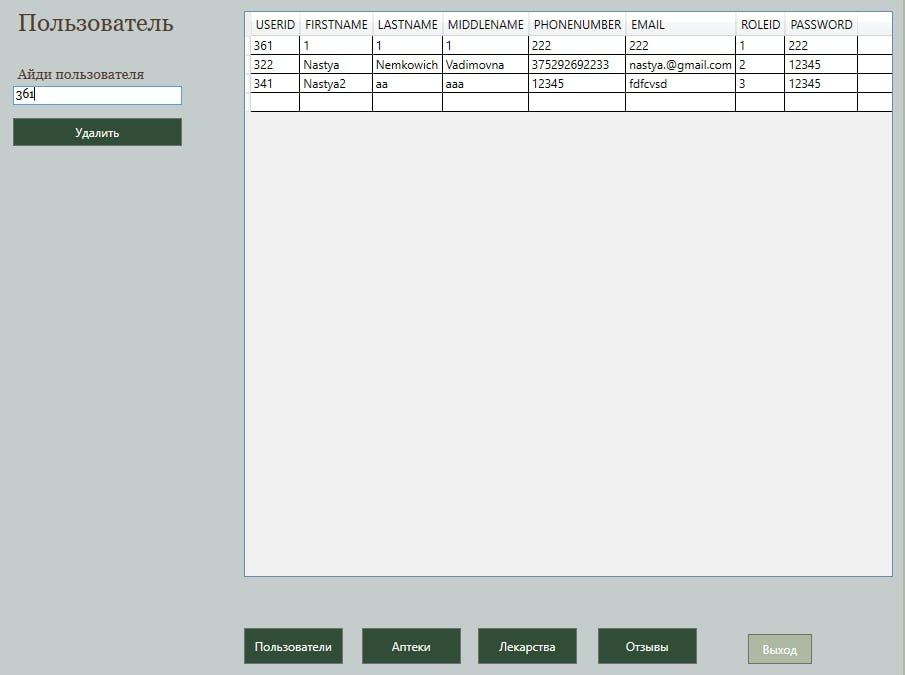 Пользователь
Айди пользователя
361
Удалить
USERID FIRSTNAME LASTNAME MIDDLENAME PHONENUMBER EMAIL ROLEID PASSWORD
361 1 1 1 222 222 1 222
322 Nastya Nemkowich Vadimovna 375292692233 nastya.@gmail.com 2 12345
341 Nastya2 aa aaa 12345 fdfcvsd 3 12345
Пользователи Аптеки Лекарства Отзывы Выход